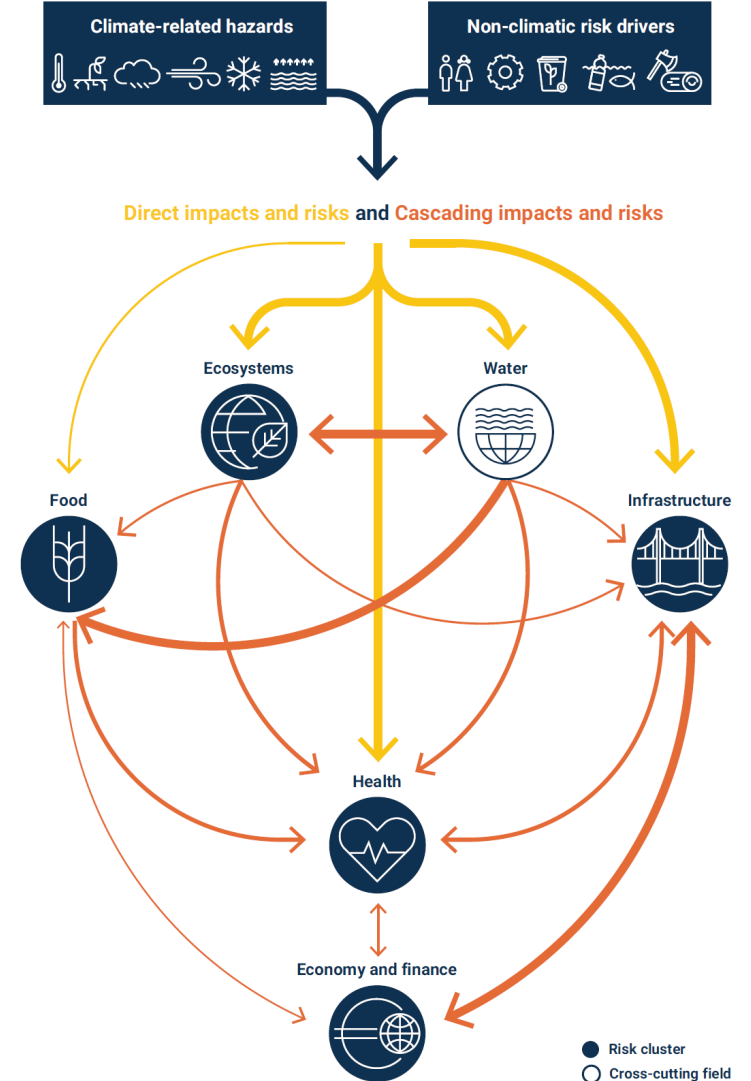 Climate-related hazards
Non-climatic risk drivers
Direct impacts and risks and Cascading impacts and risks
Ecosystems
Water
Food
Infrastructure
Health
Economy and finance
Risk cluster
Cross-cutting field